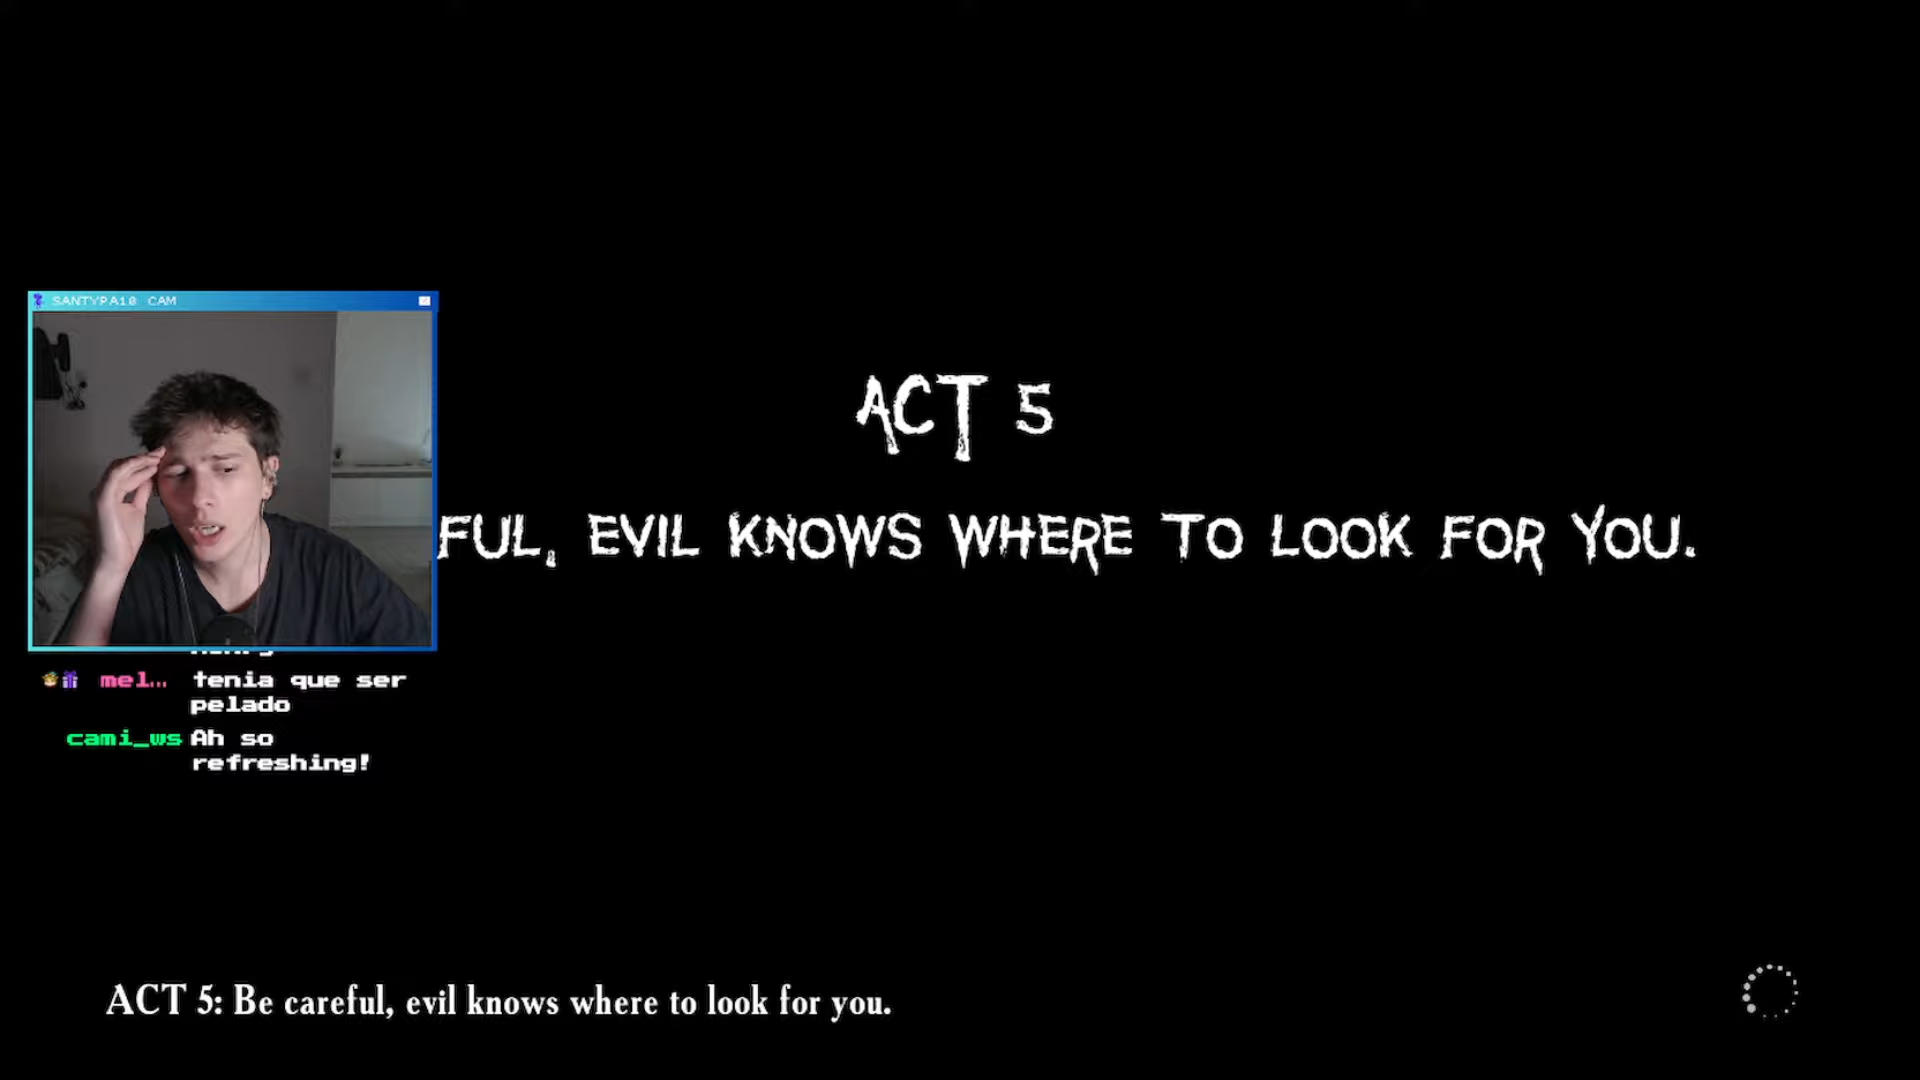 SANTYPA10 CAM
ACT 5
FUL, EVIL KNOWS WHERE TO LOOK FOR YOU.
mel... tenia que ser
pelado
cami_ws Ah so
refreshing!
ACT 5: Be careful, evil knows where to look for you.